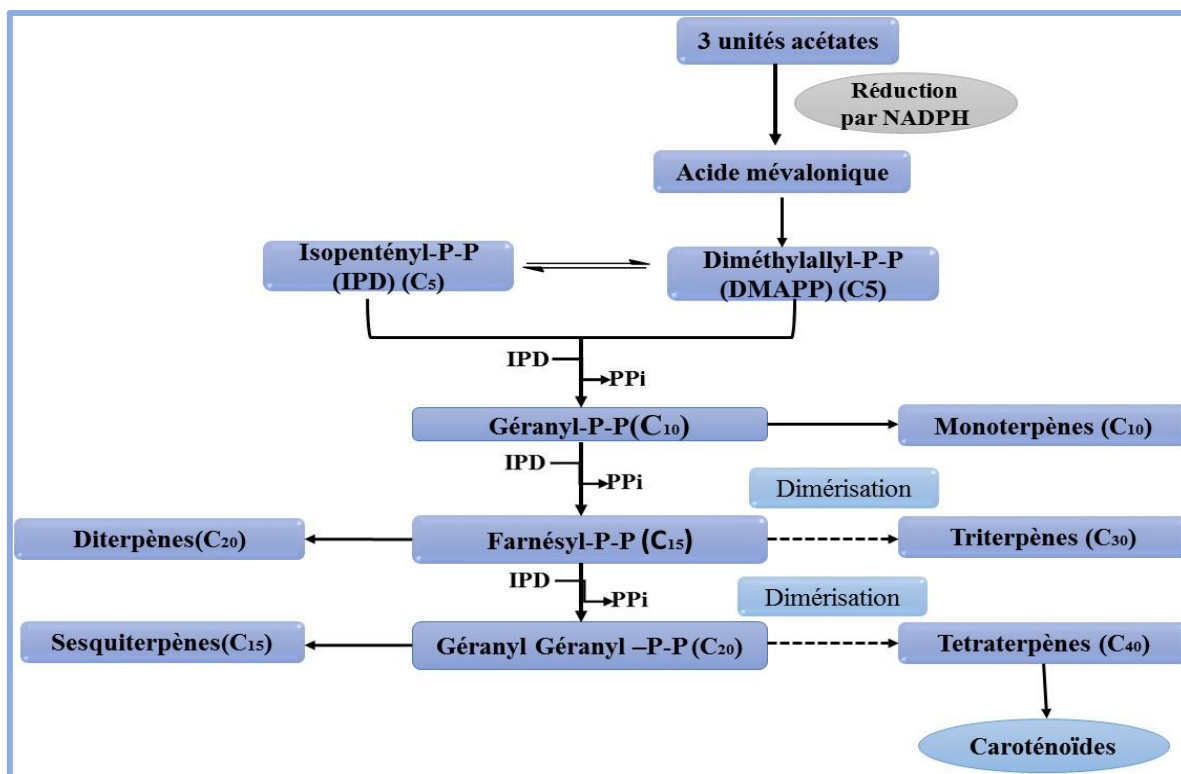 3 unités acétates
Réduction
par NADPH
Acide mévalonique
Isopentényl-P-P
(IPD) (C5)
Diméthylallyl-P-P
(DMAPP) (C5)
IPD
PPi
Géranyl-P-P(C10)
Monoterpènes (C10)
IPD
PPi
Dimérisation
Diterpènes(C20)
Farnésyl-P-P (C15)
Triterpènes (C30)
IPD
PPi
Dimérisation
Sesquiterpènes(C15)
Géranyl Géranyl –P-P (C20)
Tetraterpènes (C40)
Caroténoïdes